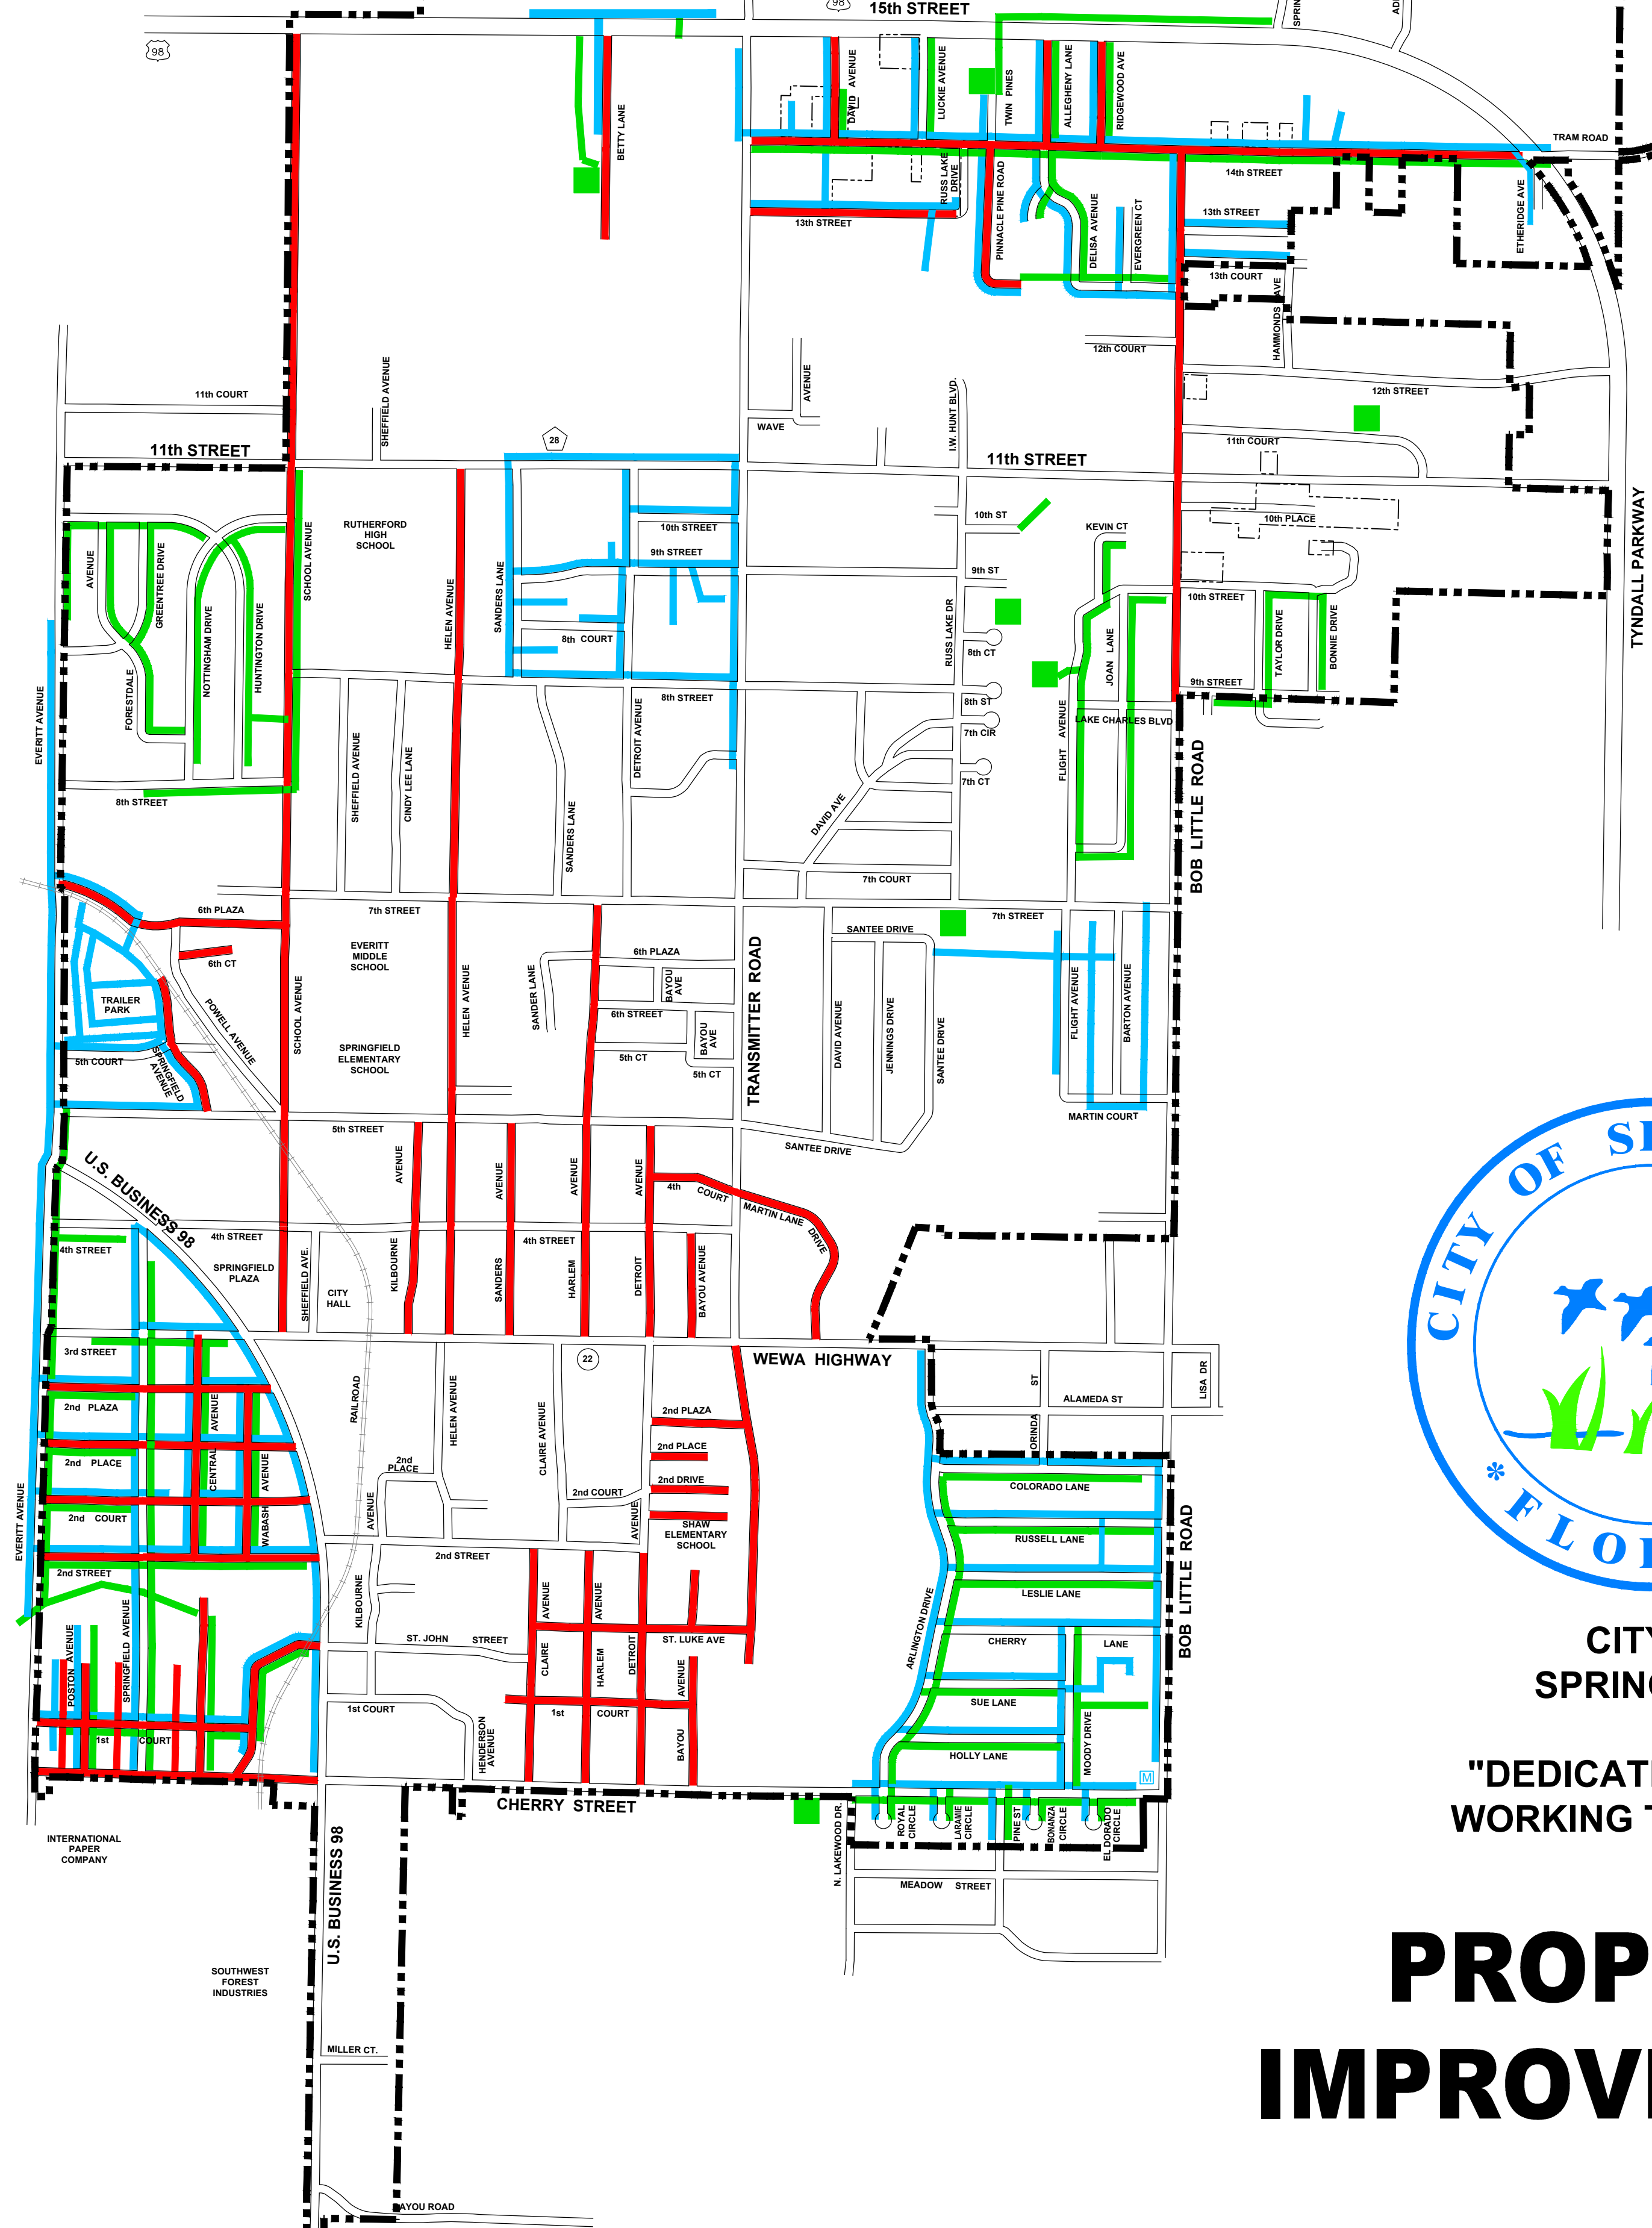 98
15th STREET
98
SPRIN
AD
BETTY LANE
DAVID AVENUE
LUCKIE AVENUE
TWIN PINES
ALLEGHENY LANE
RIDGEWOOD AVE
TRAM ROAD
14th STREET
RUSS LAKE
DRIVE
PINNACLE PINE ROAD
DELISA AVENUE
EVERGREEN CT
13th STREET
13th STREET
ETHERIDGE AVE
13th COURT
HAMMONDS AVE
12th COURT
12th STREET
11th COURT
SHEFFIELD AVENUE
AVENUE
WAVE
I.W. HUNT BLVD.
11th STREET
28
11th STREET
11th COURT
TYNDALL PARKWAY
RUTHERFORD
HIGH
SCHOOL
SCHOOL AVENUE
10th STREET
9th STREET
10th ST
KEVIN CT
10th PLACE
AVENUE
GREENTREE DRIVE
NOTTINGHAM DRIVE
HUNTINGTON DRIVE
FORESTDALE
HELEN AVENUE
SANDERS LANE
8th COURT
9th ST
RUSS LAKE DR
8th CT
JOAN LANE
10th STREET
TAYLOR DRIVE
BONNIE DRIVE
9th STREET
EVERITT AVENUE
8th STREET
8th ST
7th CIR
7th CT
FLIGHT AVENUE
LAKE CHARLES BLVD
BOB LITTLE ROAD
8th STREET
SHEFFIELD AVENUE
CINDY LEE LANE
SANDERS LANE
DETROIT AVENUE
DAVID AVE
7th COURT
6th PLAZA
7th STREET
7th STREET
6th CT
EVERITT
MIDDLE
SCHOOL
SANTEE DRIVE
6th PLAZA
BAYOU
AVE
6th STREET
BAYOU
AVE
5th CT
5th CT
TRAILER
PARK
POWELL AVENUE
SCHOOL AVENUE
HELEN AVENUE
SANDER LANE
TRANSMITTER ROAD
DAVID AVENUE
JENNINGS DRIVE
SANTEE DRIVE
FLIGHT AVENUE
BARTON AVENUE
5th COURT
SPRINGFIELD
AVENUE
SPRINGFIELD
ELEMENTARY
SCHOOL
MARTIN COURT
5th STREET
SANTEE DRIVE
U.S. BUSINESS 98
AVENUE
AVENUE
AVENUE
AVENUE
4th COURT
MARTIN LANE
DRIVE
4th STREET
4th STREET
4th STREET
SPRINGFIELD
PLAZA
SHEFFIELD AVE.
CITY
HALL
KILBOURNE
SANDERS
HARLEM
DETROIT
BAYOU AVENUE
22
WEWA HIGHWAY
3rd STREET
2nd PLAZA
2nd PLACE
2nd COURT
2nd STREET
CENTRAL AVENUE
WABASH AVENUE
EVERITT AVENUE
RAILROAD
HELEN AVENUE
CLAIRE AVENUE
2nd PLAZA
2nd PLACE
2nd DRIVE
2nd
PLACE
2nd COURT
AVENUE
AVENUE
SHAW
ELEMENTARY
SCHOOL
2nd STREET
ORINDA ST
ALAMEDA ST
LISA DR
COLORADO LANE
RUSSELL LANE
LESLIE LANE
BOB LITTLE ROAD
POSTON AVENUE
SPRINGFIELD AVENUE
KILBOURNE
ST. JOHN STREET
AVENUE
AVENUE
CLAIRE
HARLEM
DETROIT
ST. LUKE AVE
AVENUE
ARLINGTON DRIVE
CHERRY LANE
SUE LANE
HOLLY LANE
MOODY DRIVE
1st COURT
1st COURT
1st COURT
HENDERSON
AVENUE
BAYOU
M
CHERRY STREET
N. LAKEWOOD DR.
ROYAL
CIRCLE
LARAMIE
CIRCLE
PINE ST
BONANZA
CIRCLE
EL DORADO
CIRCLE
MEADOW STREET
INTERNATIONAL
PAPER
COMPANY
U.S. BUSINESS 98
SOUTHWEST
FOREST
INDUSTRIES
MILLER CT.
BAYOU ROAD
CITY OF S
* FLO
CITY
SPRING
"DEDICAT
WORKING T
PROP
IMPROV